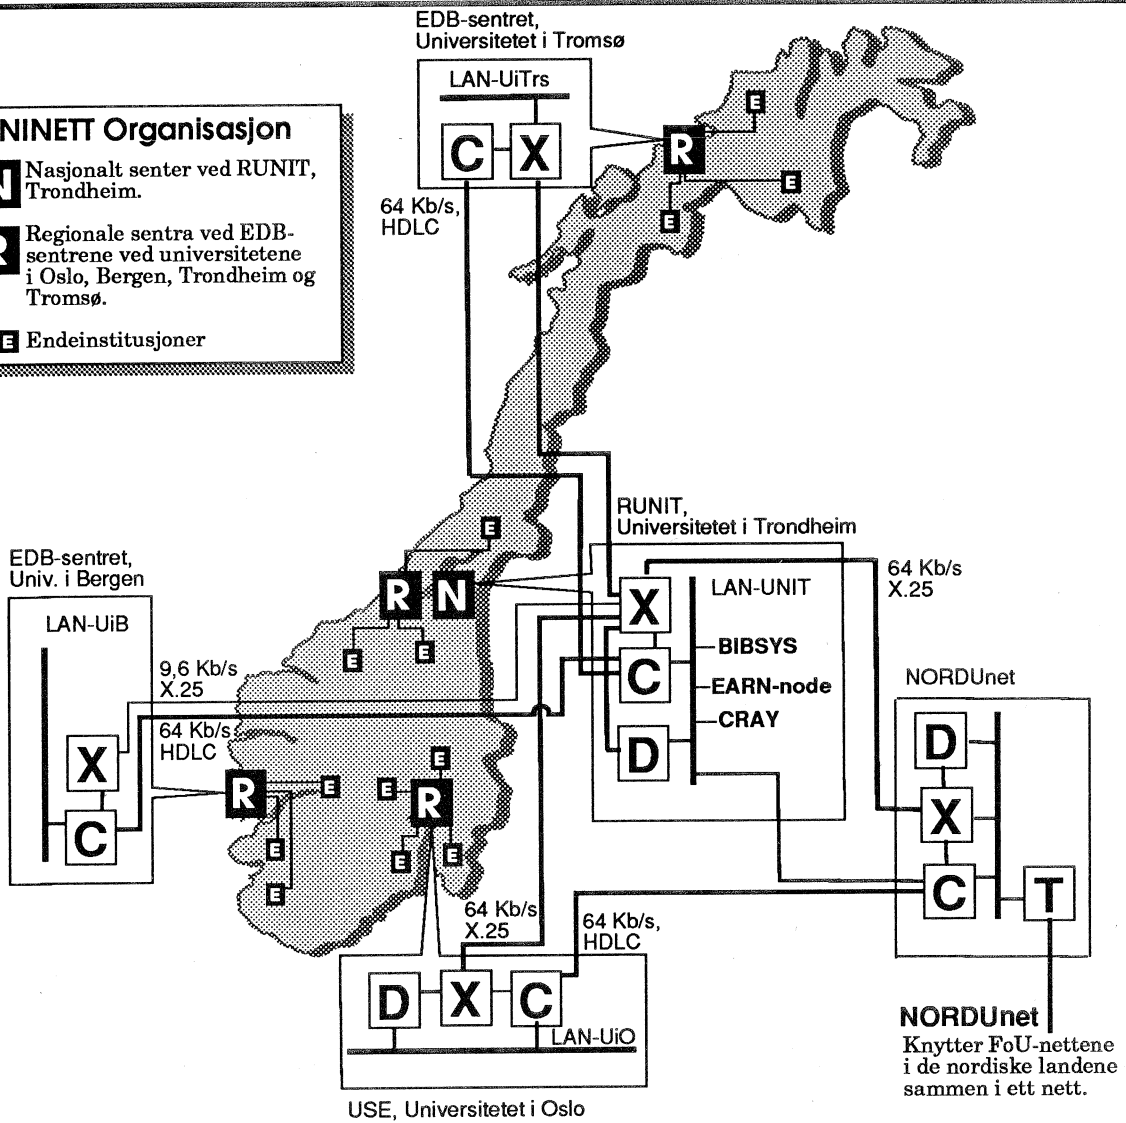 EDB-sentret,
Universitetet i Tromsø
LAN-UiTrs
C X
64 Kb/s,
HDLC
NINETT Organisasjon
N Nasjonalt senter ved RUNIT,
Trondheim.
R Regionale sentra ved EDB-
sentrene ved universitetene
i Oslo, Bergen, Trondheim og
Tromsø.
E Endeinstitusjoner
R
E
E
E
RUNIT,
Universitetet i Trondheim
LAN-UNIT
X
C
D
BIBSYS
EARN-node
CRAY
64 Kb/s
X.25
E
R N
E
E
EDB-sentret,
Univ. i Bergen
LAN-UiB
X
C
9,6 Kb/s
X.25
64 Kb/s
HDLC
R
E
E
E
E
E
R
E
E
64 Kb/s
X.25
64 Kb/s,
HDLC
D X C
LAN-UiO
USE, Universitetet i Oslo
NORDUnet
D
X
C
T
NORDUnet
Knytter FoU-nettene
i de nordiske landene
sammen i ett nett.